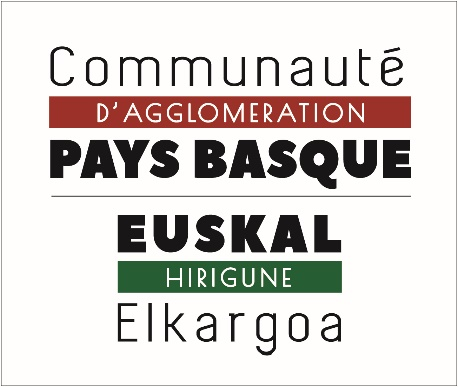 Communauté
D'AGGLOMERATION
PAYS BASQUE
EUSKAL
HIRIGUNE
Elkargoa